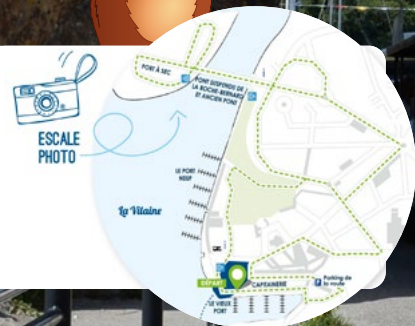 PORT À SEC
PONT SUSPENDU DE
LA ROCHE-BERNARD
ET ANCIEN PONT
ESCALE
PHOTO
LE PORT
NEUF
La Vilaine
DÉPART
CAPITAINERIE
P Parking de
la voute
LE VIEUX
PORT